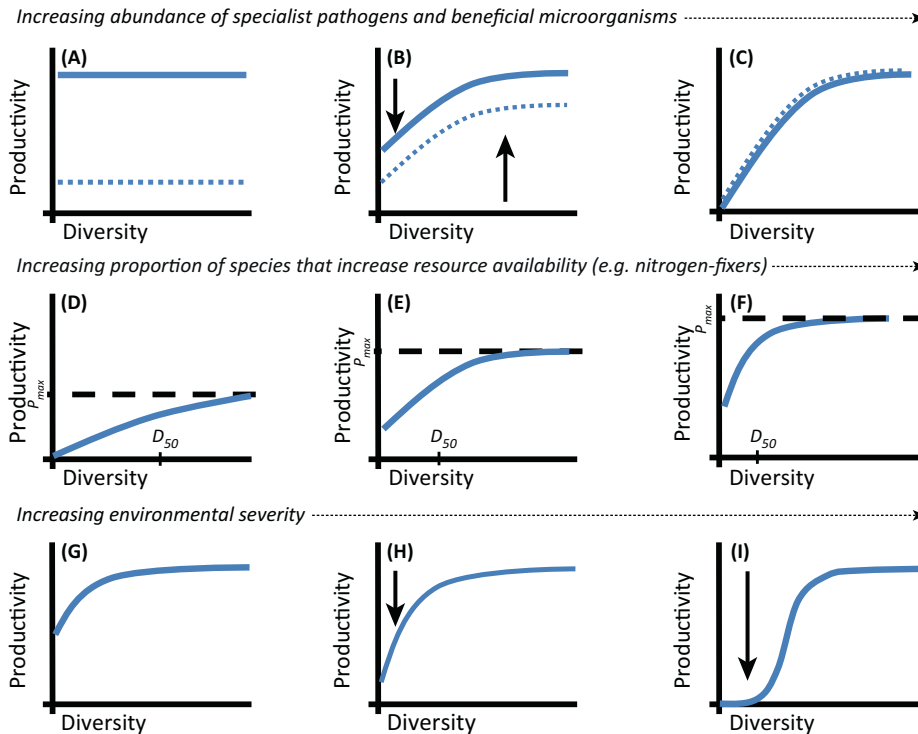 Increasing abundance of specialist pathogens and beneficial microorganisms
(A)
Productivity
Diversity
(B)
Productivity
Diversity
(C)
Productivity
Diversity
Increasing proportion of species that increase resource availability (e.g. nitrogen-fixers)
(D)
Productivity
Pmax
D50
Diversity
(E)
Productivity
Pmax
D50
Diversity
(F)
Productivity
Pmax
D50
Diversity
Increasing environmental severity
(G)
Productivity
Diversity
(H)
Productivity
Diversity
(I)
Productivity
Diversity